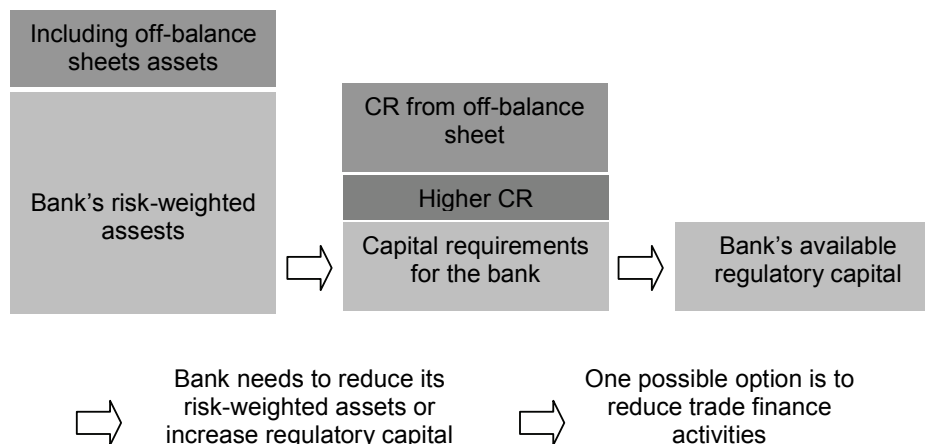 Including off-balance
sheets assets
Bank's risk-weighted
assests
CR from off-balance
sheet
Higher CR
Capital requirements
for the bank
Bank's available
regulatory capital
Bank needs to reduce its
risk-weighted assets or
increase regulatory capital
One possible option is to
reduce trade finance
activities